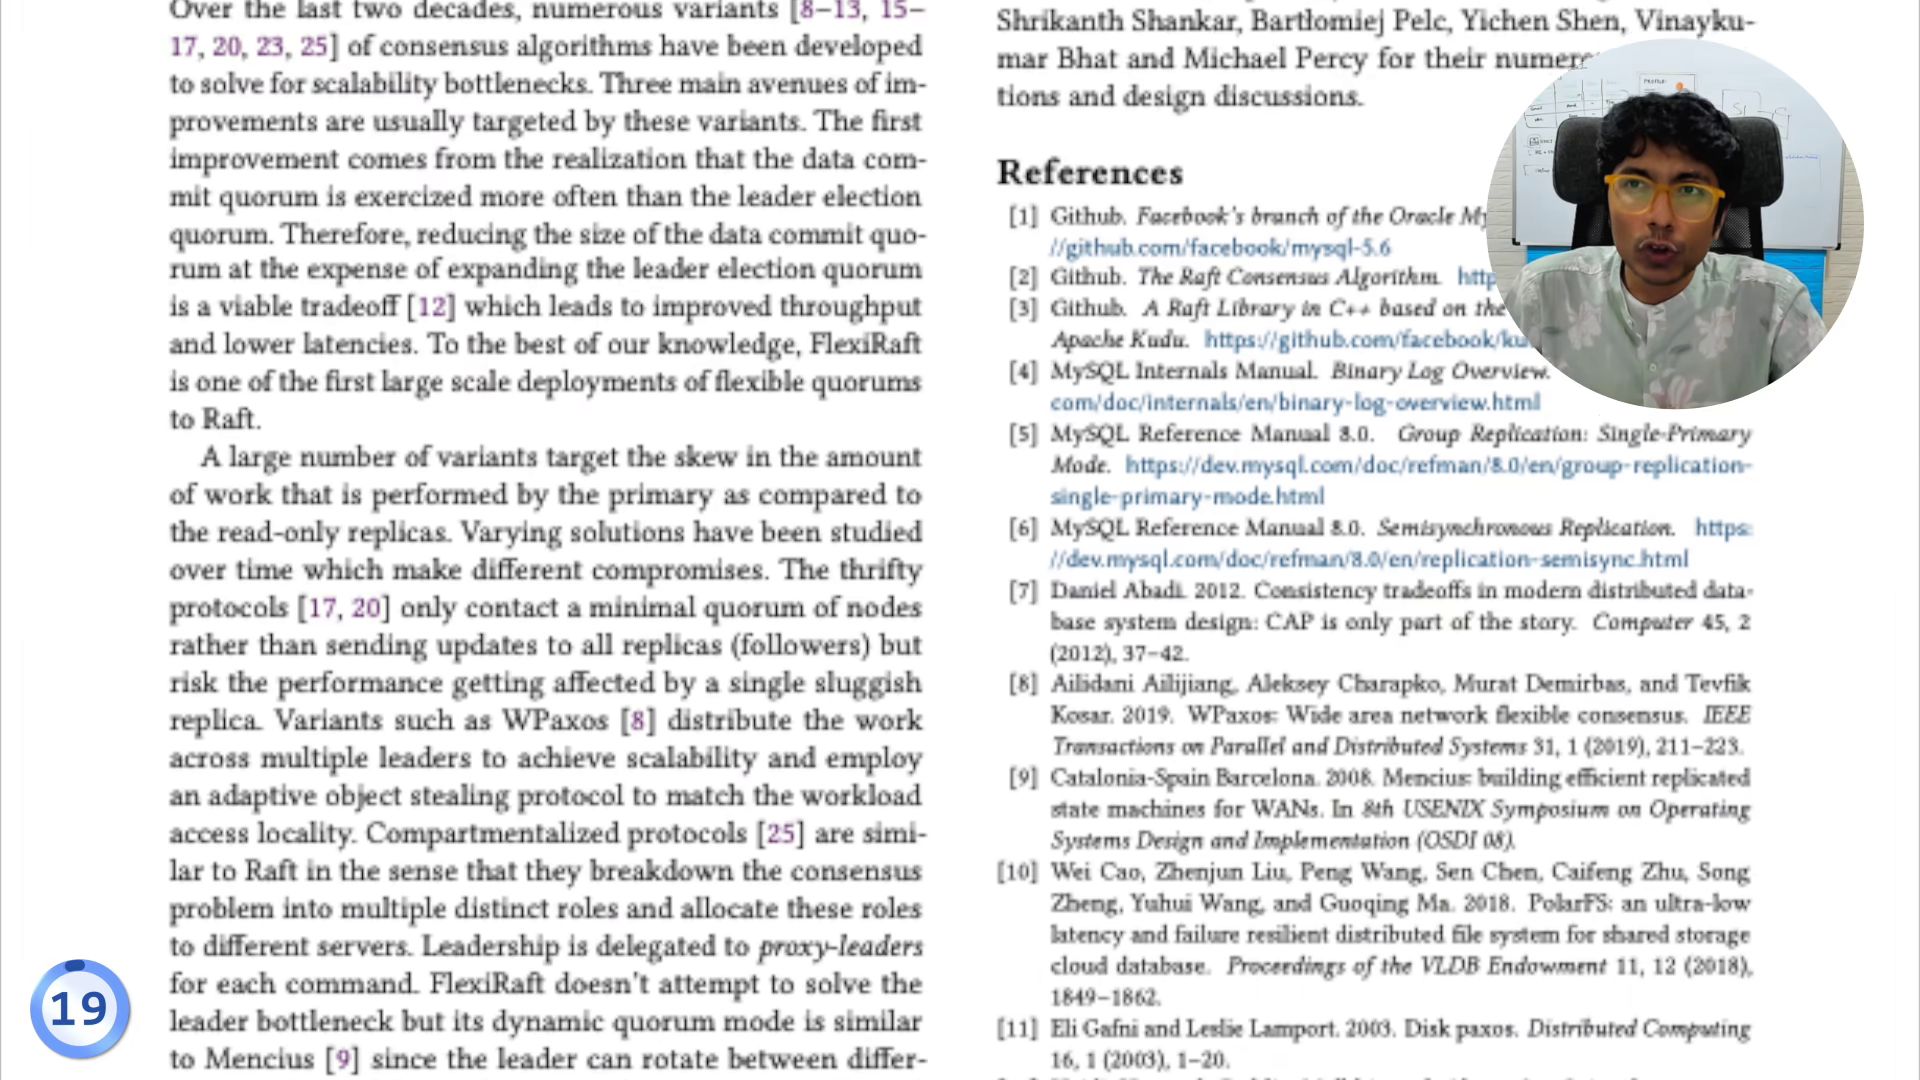 Over the last two decades, numerous variants [8–13, 15–
17, 20, 23, 25] of consensus algorithms have been developed
to solve for scalability bottlenecks. Three main avenues of im-
provements are usually targeted by these variants. The first
improvement comes from the realization that the data com-
mit quorum is exercized more often than the leader election
quorum. Therefore, reducing the size of the data commit quo-
rum at the expense of expanding the leader election quorum
is a viable tradeoff [12] which leads to improved throughput
and lower latencies. To the best of our knowledge, FlexiRaft
is one of the first large scale deployments of flexible quorums
to Raft.
A large number of variants target the skew in the amount
of work that is performed by the primary as compared to
the read-only replicas. Varying solutions have been studied
over time which make different compromises. The thrifty
protocols [17, 20] only contact a minimal quorum of nodes
rather than sending updates to all replicas (followers) but
risk the performance getting affected by a single sluggish
replica. Variants such as WPaxos [8] distribute the work
across multiple leaders to achieve scalability and employ
an adaptive object stealing protocol to match the workload
access locality. Compartmentalized protocols [25] are simi-
lar to Raft in the sense that they breakdown the consensus
problem into multiple distinct roles and allocate these roles
to different servers. Leadership is delegated to proxy-leaders
for each command. FlexiRaft doesn't attempt to solve the
leader bottleneck but its dynamic quorum mode is similar
to Mencius [9] since the leader can rotate between differ-
Shrikanth Shankar, Bartłomiej Pelc, Yichen Shen, Vinayku-
mar Bhat and Michael Percy for their numer
tions and design discussions.
References
[1] Github. Facebook's branch of the Oracle My
//github.com/facebook/mysql-5.6
[2] Github. The Raft Consensus Algorithm. http
[3] Github. A Raft Library in C++ based on the
Apache Kudu. https://github.com/facebook/ku
[4] MySQL Internals Manual. Binary Log Overview.
com/doc/internals/en/binary-log-overview.html
[5] MySQL Reference Manual 8.0. Group Replication: Single-Primary
Mode. https://dev.mysql.com/doc/refman/8.0/en/group-replication-
single-primary-mode.html
[6] MySQL Reference Manual 8.0. Semisynchronous Replication. https:
//dev.mysql.com/doc/refman/8.0/en/replication-semisync.html
[7] Daniel Abadi. 2012. Consistency tradeoffs in modern distributed data-
base system design: CAP is only part of the story. Computer 45, 2
(2012), 37–42.
[8] Ailidani Ailijiang, Aleksey Charapko, Murat Demirbas, and Tevfik
Kosar. 2019. WPaxos: Wide area network flexible consensus. IEEE
Transactions on Parallel and Distributed Systems 31, 1 (2019), 211–223.
[9] Catalonia-Spain Barcelona. 2008. Mencius: building efficient replicated
state machines for WANs. In 8th USENIX Symposium on Operating
Systems Design and Implementation (OSDI 08).
[10] Wei Cao, Zhenjun Liu, Peng Wang, Sen Chen, Caifeng Zhu, Song
Zheng, Yuhui Wang, and Guoqing Ma. 2018. PolarFS: an ultra-low
latency and failure resilient distributed file system for shared storage
cloud database. Proceedings of the VLDB Endowment 11, 12 (2018),
1849–1862.
[11] Eli Gafni and Leslie Lamport. 2003. Disk paxos. Distributed Computing
16, 1 (2003), 1–20.
19